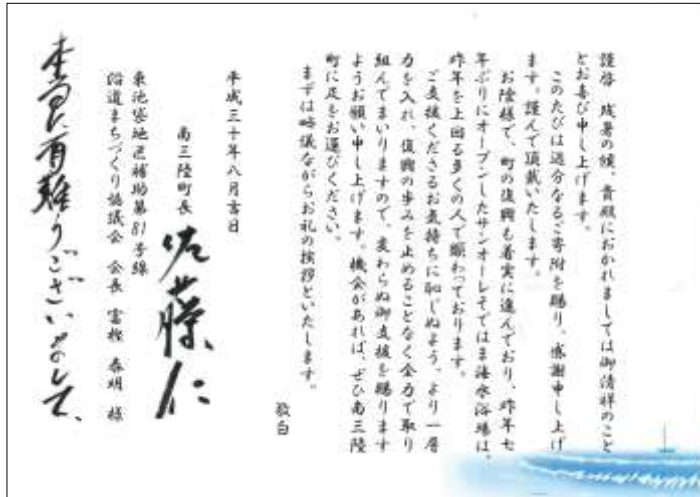 謹啓 残暑の候、貴殿におかれましては御清祥のこと
とお喜び申し上げます。
このたびは過分なるご寄附を賜り、感謝申し上げ
ます。謹んで頂戴いたします。
お陰様で、町の復興も着実に進んでおり、昨年七
年ぶりにオープンしたサンオーレそではま海水浴場は、
昨年を上回る多くの人で賑わっております。
ご支援くださるお気持ちに恥じぬよう、より一層
力を入れ、復興の歩みを止めることなく全力で取り
組んでまいりますので、変わらぬ御支援を賜ります
ようお願い申し上げます。機会があれば、ぜひ南三陸
町に足をお運びください。
まずは略儀ながらお礼の挨拶といたします。
敬白
平成三十年八月吉日
南三陸町長 佐藤 仁
東池袋地区補助第81号線
沿道まちづくり協議会 会長 富樫 泰明 様
本当に有難うございました。